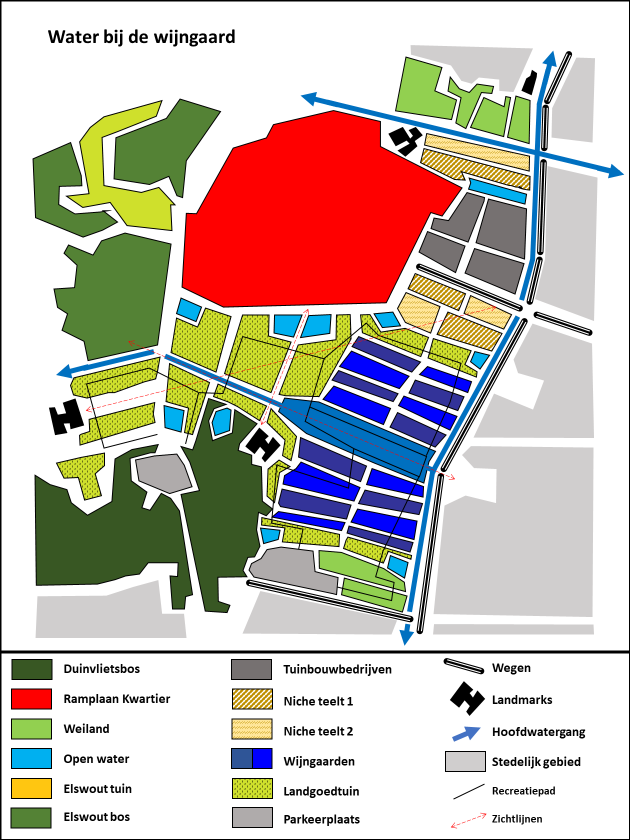 Water bij de wijngaard
Duinvlietsbos
Ramplaan Kwartier
Weiland
Open water
Elswout tuin
Elswout bos
Tuinbouwbedrijven
Niche teelt 1
Niche teelt 2
Wijngaarden
Landgoedtuin
Parkeerplaats
Wegen
Landmarks
Hoofdwatergang
Stedelijk gebied
Recreatiepad
Zichtlijnen